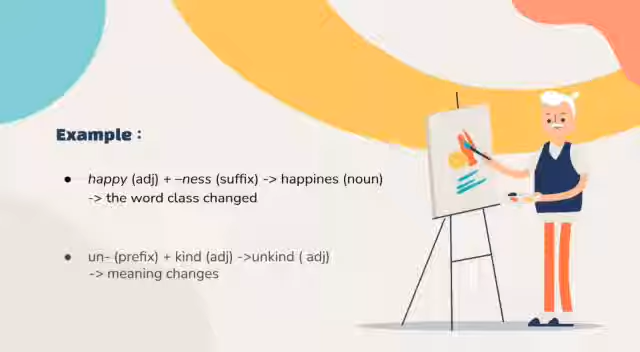 Example :
● happy (adj) + –ness (suffix) -> happines (noun)
-> the word class changed
● un- (prefix) + kind (adj) ->unkind ( adj)
-> meaning changes